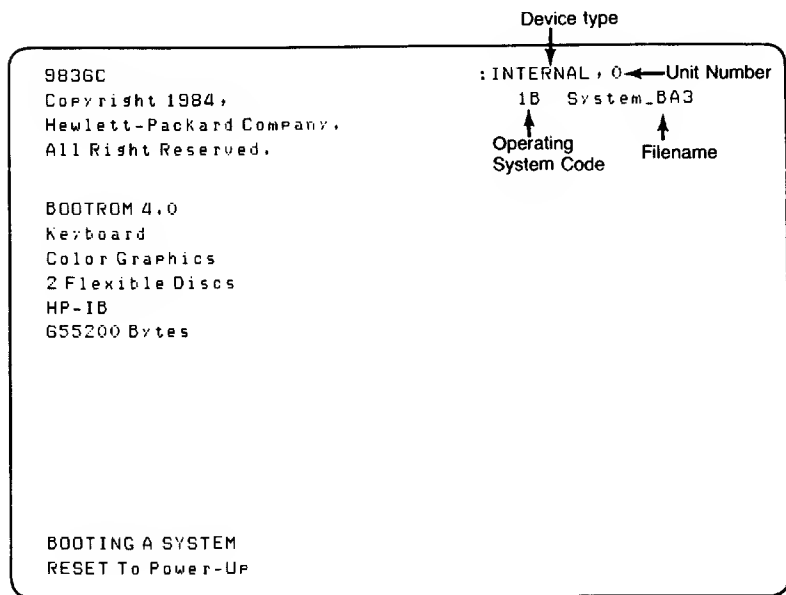 Device type
9836C
:INTERNAL, 0 Unit Number
Copyright 1984,
1B System_BA3
Hewlett-Packard Company.
All Right Reserved.
Operating System Code
Filename
BOOTROM 4.0
Keyboard
Color Graphics
2 Flexible Discs
HP-IB
655200 Bytes
BOOTING A SYSTEM
RESET To Power-Up